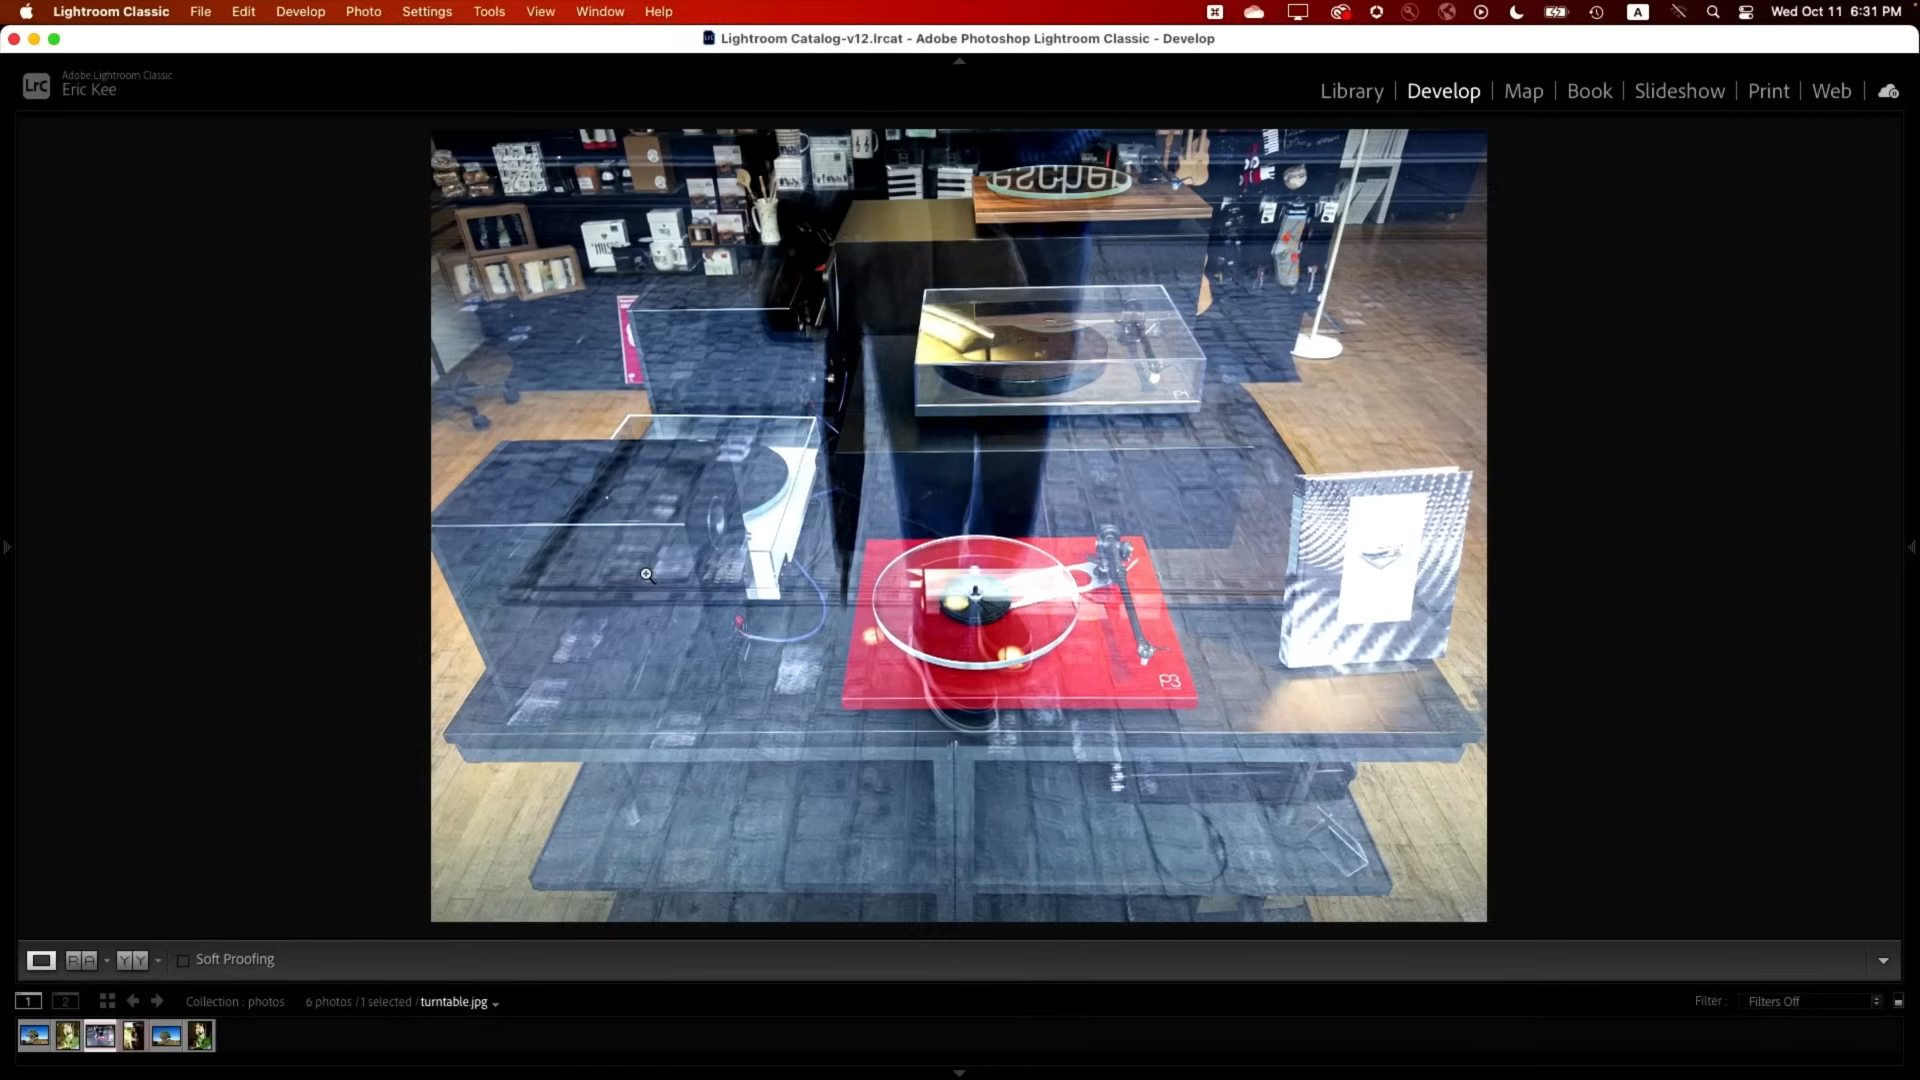 Lightroom Classic File Edit Develop Photo Settings Tools View Window Help
A Wed Oct 11 6:31 PM
Lightroom Catalog-v12.lrcat - Adobe Photoshop Lightroom Classic - Develop
LrC Adobe Lightroom Classic
Eric Kee
Library | Develop | Map | Book | Slideshow | Print | Web
escher
P1
P3
R A Y Y Soft Proofing
1 2 Collection : photos 6 photos / 1 selected / turntable.jpg Filter : Filters Off